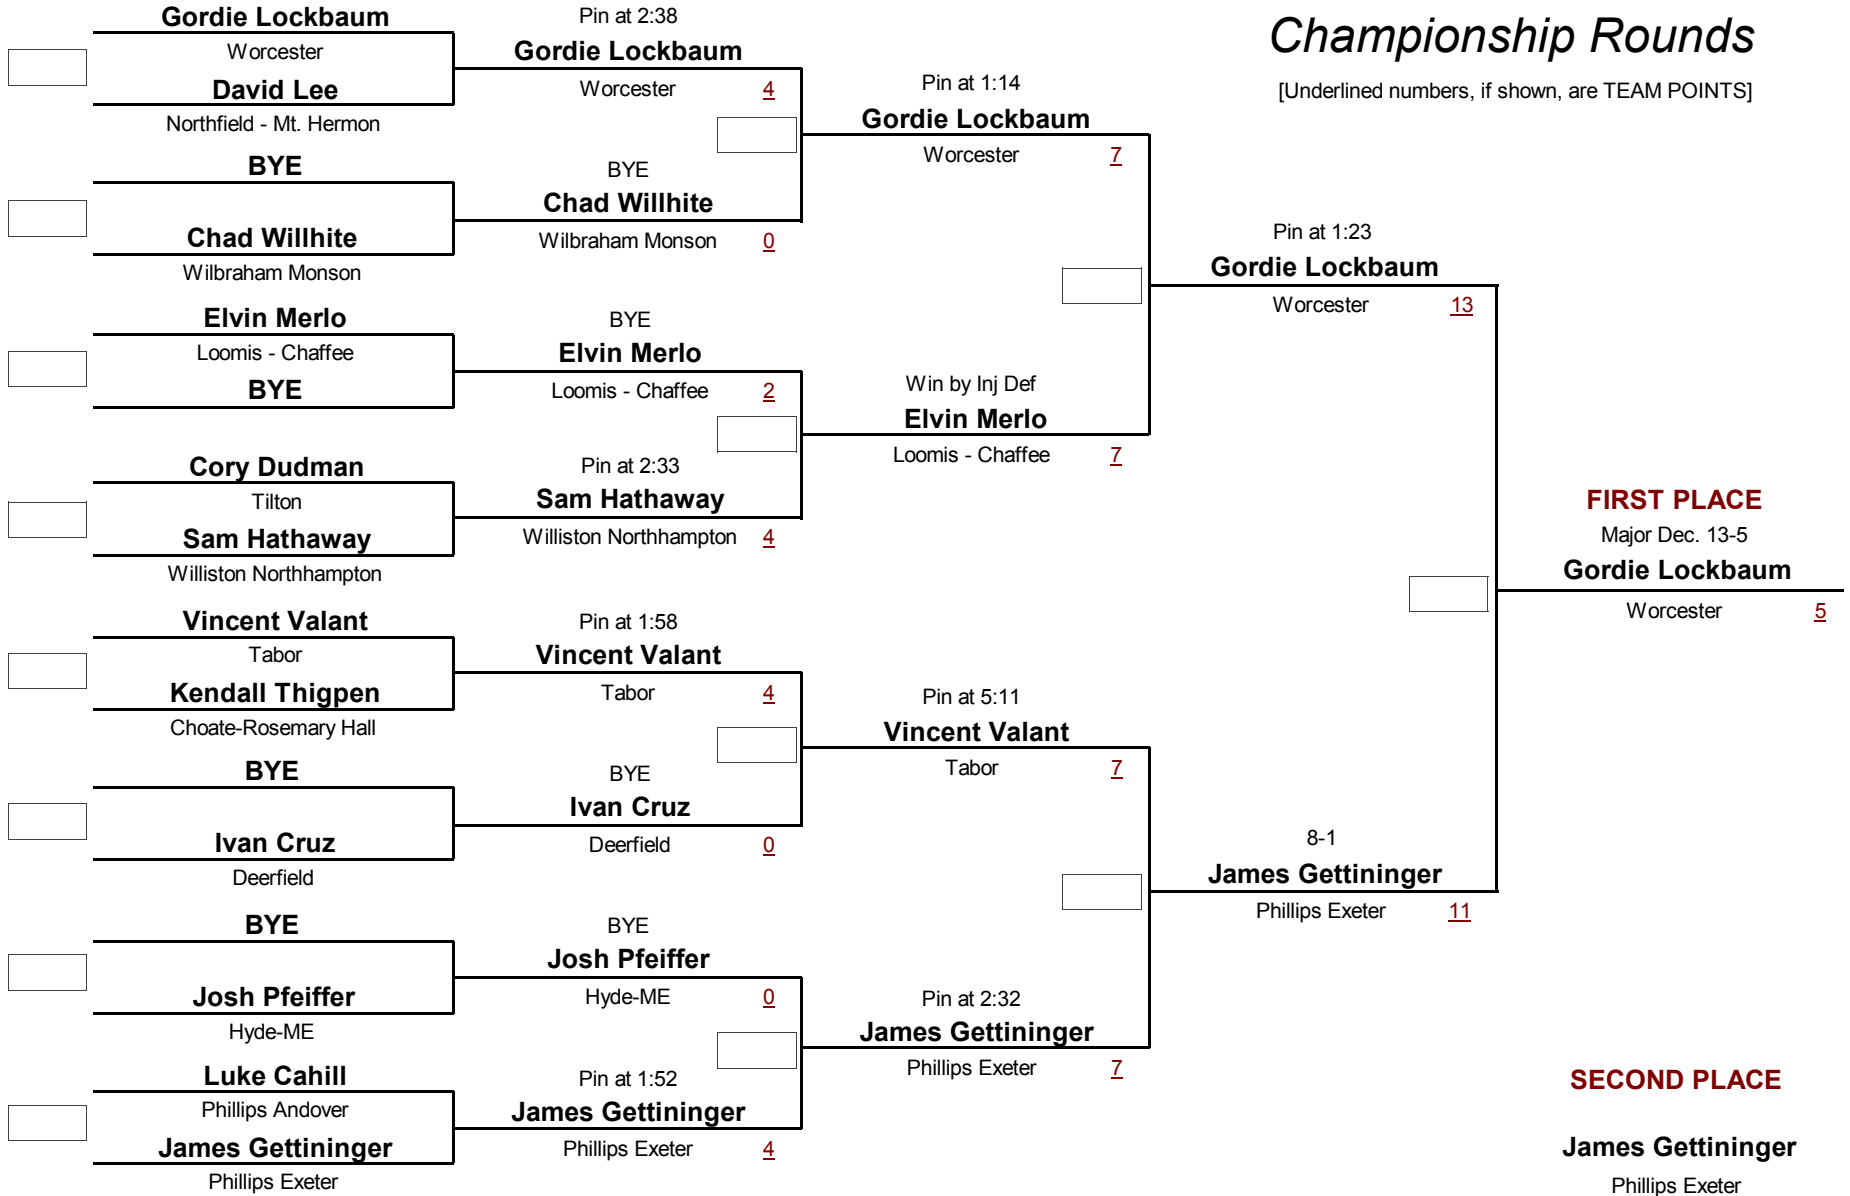 Championship Rounds
[Underlined numbers, if shown, are TEAM POINTS]
Gordie Lockbaum
Worcester
David Lee
Northfield - Mt. Hermon
BYE
Chad Willhite
Wilbraham Monson
Elvin Merlo
Loomis - Chaffee
BYE
Cory Dudman
Tilton
Sam Hathaway
Williston Northhampton
Vincent Valant
Tabor
Kendall Thigpen
Choate-Rosemary Hall
BYE
Ivan Cruz
Deerfield
BYE
Josh Pfeiffer
Hyde-ME
Luke Cahill
Phillips Andover
James Gettininger
Phillips Exeter
Pin at 2:38
Gordie Lockbaum
Worcester 4
BYE
Chad Willhite
Wilbraham Monson 0
BYE
Elvin Merlo
Loomis - Chaffee 2
Pin at 2:33
Sam Hathaway
Williston Northhampton 4
Pin at 1:58
Vincent Valant
Tabor 4
BYE
Ivan Cruz
Deerfield 0
BYE
Josh Pfeiffer
Hyde-ME 0
Pin at 1:52
James Gettininger
Phillips Exeter 4
Pin at 1:14
Gordie Lockbaum
Worcester 7
Win by Inj Def
Elvin Merlo
Loomis - Chaffee 7
Pin at 5:11
Vincent Valant
Tabor 7
Pin at 2:32
James Gettininger
Phillips Exeter 7
Pin at 1:23
Gordie Lockbaum
Worcester 13
8-1
James Gettininger
Phillips Exeter 11
FIRST PLACE
Major Dec. 13-5
Gordie Lockbaum
Worcester 5
SECOND PLACE
James Gettininger
Phillips Exeter